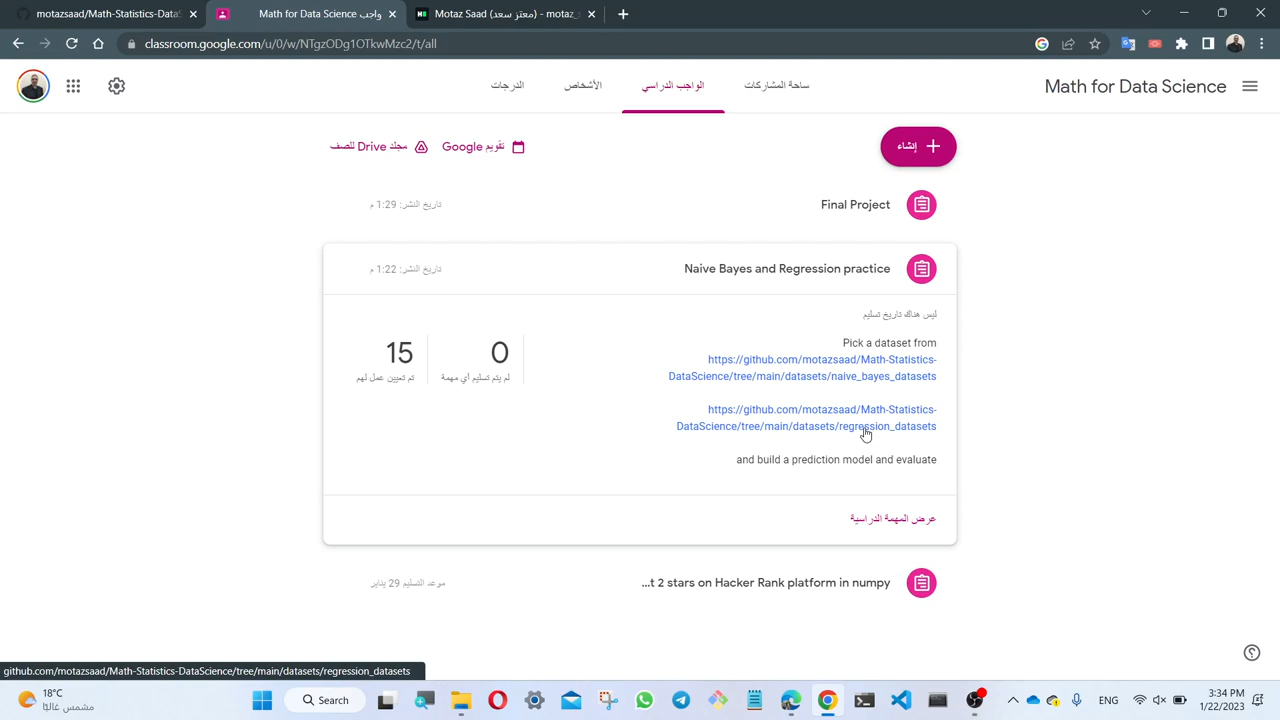 motazsaad/Math-Statistics-DataS
Math for Data Science واجب
Motaz Saad (معتز سعد) - motaz_s
classroom.google.com/u/0/w/NTgzODg1OTkwMzc2/t/all
Math for Data Science
ساحة المشاركات
الواجب الدراسي
الأشخاص
الدرجات
إنشاء
تقويم Google
مجلد Drive للصف
Final Project
تاريخ النشر: 1:29 م
Naive Bayes and Regression practice
تاريخ النشر: 1:22 م
ليس هناك تاريخ تسليم
Pick a dataset from
https://github.com/motazsaad/Math-Statistics-
DataScience/tree/main/datasets/naive_bayes_datasets
https://github.com/motazsaad/Math-Statistics-
DataScience/tree/main/datasets/regression_datasets
and build a prediction model and evaluate
0
لم يتم تسليم أي مهمة
15
تم تعيين عمل لهم
عرض المهمة الدراسية
...t 2 stars on Hacker Rank platform in numpy
موعد التسليم 29 يناير
github.com/motazsaad/Math-Statistics-DataScience/tree/main/datasets/regression_datasets
18°C
مشمس غالبًا
Search
ENG
3:34 PM
1/22/2023